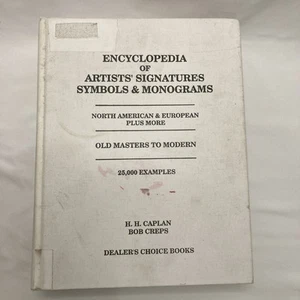 ENCYCLOPEDIA
OF
ARTISTS' SIGNATURES
SYMBOLS & MONOGRAMS
NORTH AMERICAN & EUROPEAN
PLUS MORE
OLD MASTERS TO MODERN
25,000 EXAMPLES
H. H. CAPLAN
BOB CREPS
DEALER'S CHOICE BOOKS